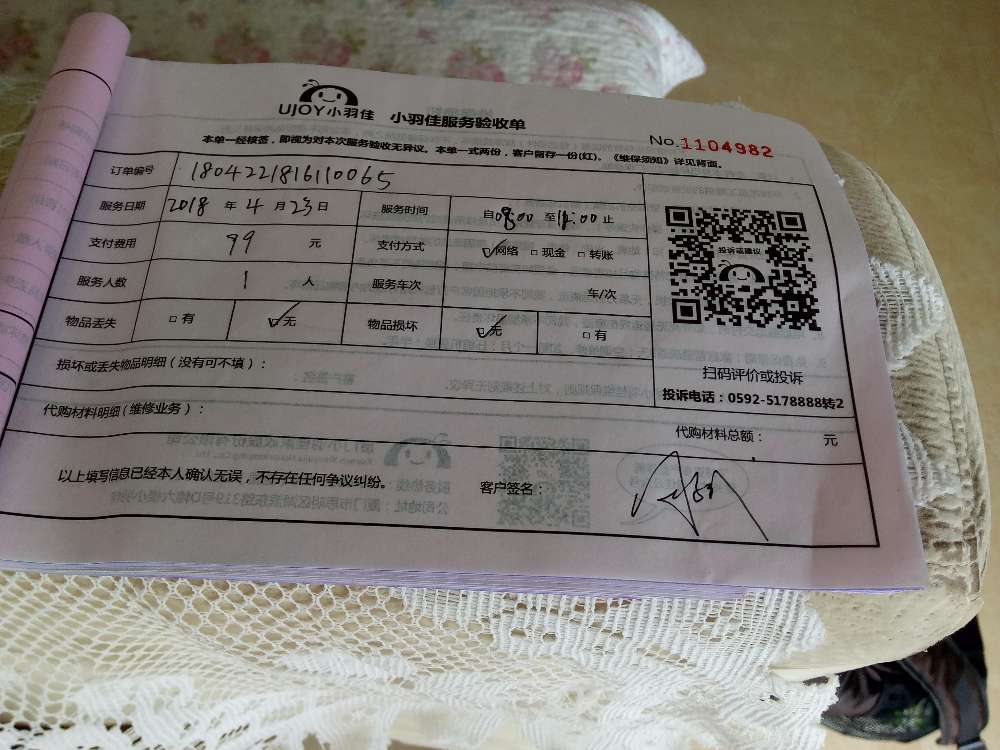 UJOY小羽佳 小羽佳服务验收单
No.1104982
本单一经核签，即视为对本次服务验收无异议。本单一式两份，客户留存一份(红)。《维保须知》详见背面。
订单编号 1804221816110065
服务日期 2018 年 4 月 23 日 服务时间 自08:00 至12:00 止
投诉或建议
支付费用 99 元 支付方式 ☑网络 □现金 □转账
服务人数 1 人 服务车次 车/次
物品丢失 □有 ☑无 物品损坏 ☑无 □有
损坏或丢失物品明细(没有可不填)：
扫码评价或投诉
投诉电话：0592-5178888转2
代购材料明细(维修业务)：
代购材料总额： 元
以上填写信息已经本人确认无误，不存在任何争议纠纷。 客户签名：